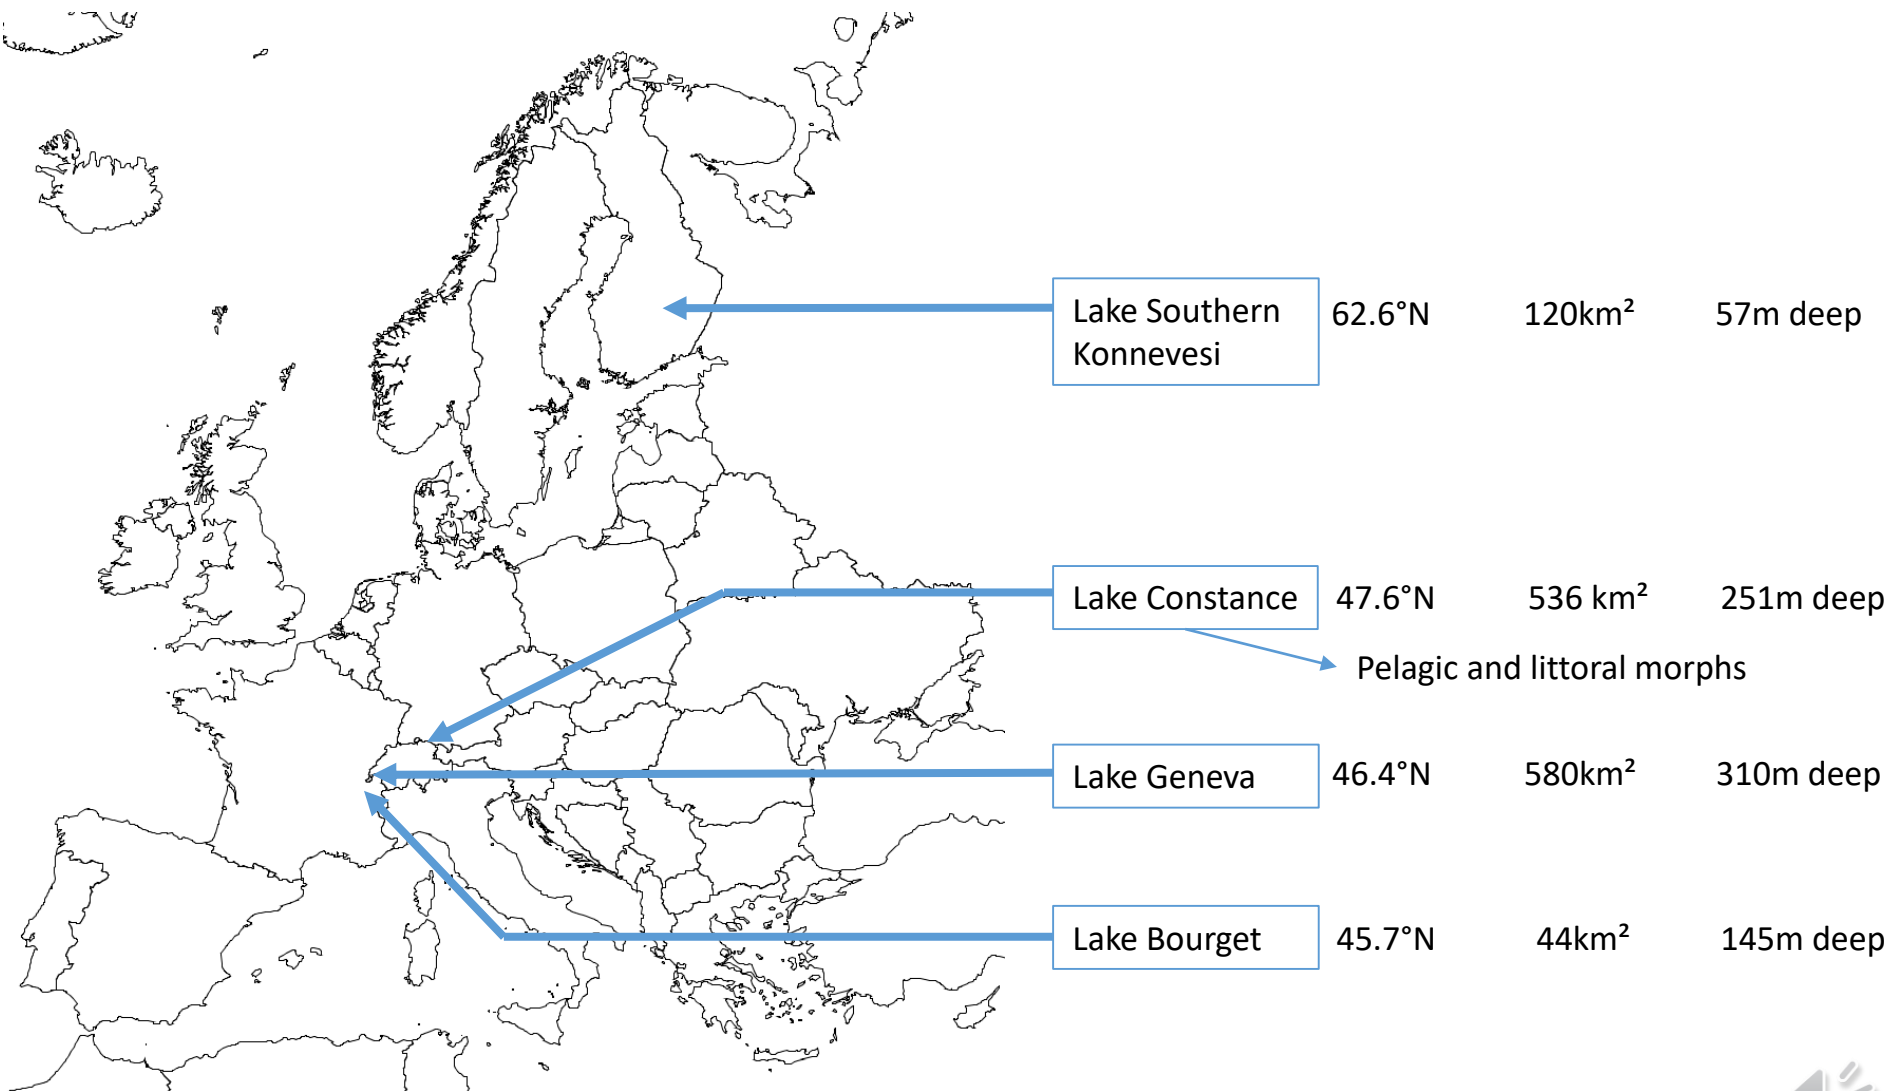 Lake Southern
Konnevesi
62.6°N 120km² 57m deep
Lake Constance 47.6°N 536 km² 251m deep
Pelagic and littoral morphs
Lake Geneva 46.4°N 580km² 310m deep
Lake Bourget 45.7°N 44km² 145m deep